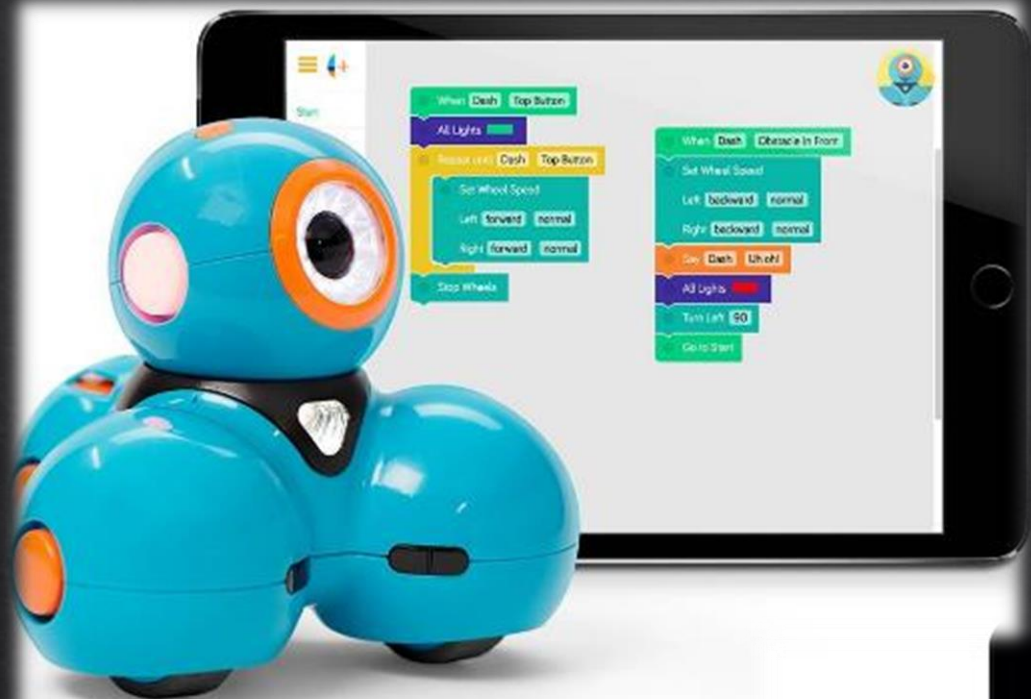 Start
When Dash Top Button
All Lights
Repeat until Dash Top Button
Set Wheel Speed
Left forward normal
Right forward normal
Stop Wheels
When Dash Obstacle In Front
Set Wheel Speed
Left backward normal
Right backward normal
Say Dash Uh oh!
All Lights
Turn Left 90
Go to Start